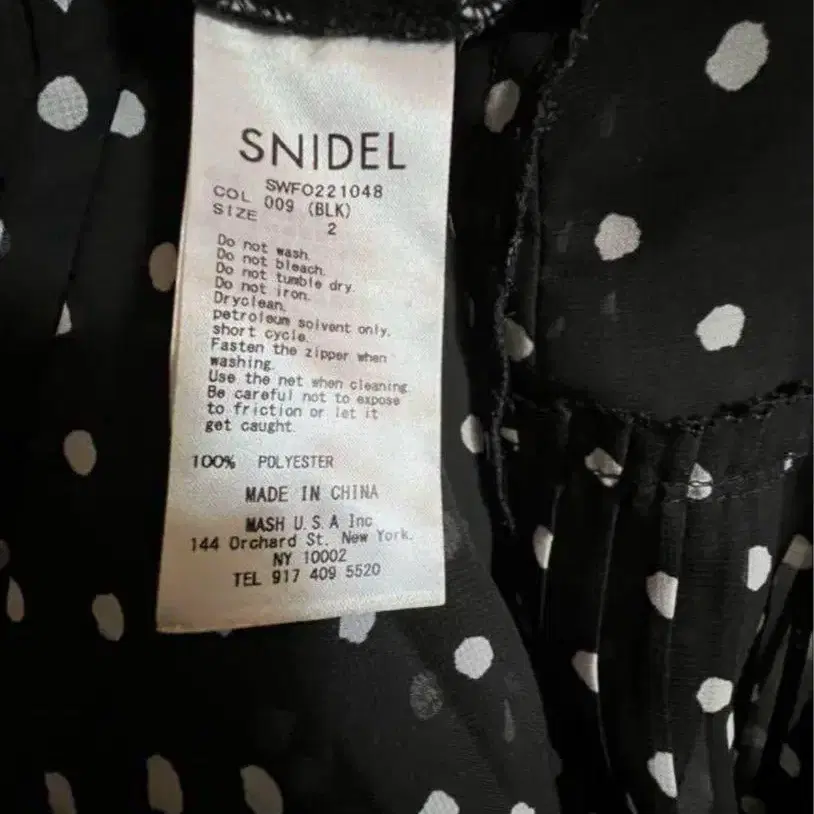 SNIDEL
SWFO221048
COL 009 (BLK)
SIZE 2
Do not wash.
Do not bleach.
Do not tumble dry.
Do not iron.
Dryclean.
petroleum solvent only.
short cycle.
Fasten the zipper when
washing.
Use the net when cleaning.
Be careful not to expose
to friction or let it
get caught.
100% POLYESTER
MADE IN CHINA
MASH U.S.A Inc
144 Orchard St. New York.
NY 10002
TEL 917 409 5520